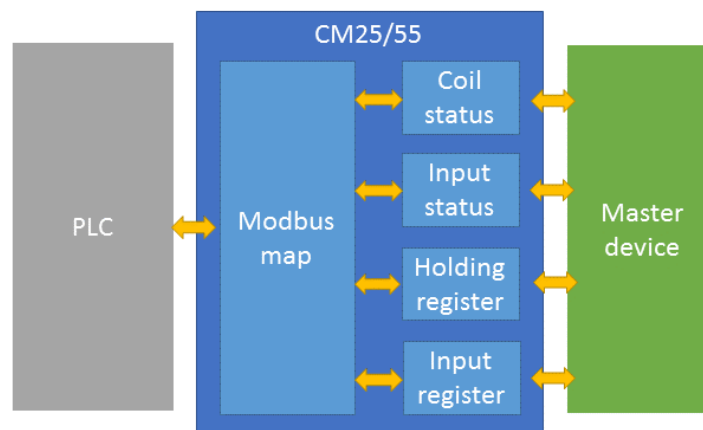 CM25/55
Coil
status
Input
status
PLC
Modbus
map
Master
device
Holding
register
Input
register